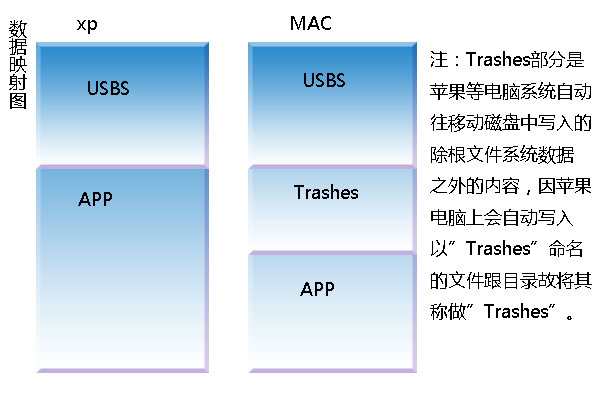 数据映射图
xp
MAC
USBS
APP
USBS
Trashes
APP
注：Trashes部分是
苹果等电脑系统自动
往移动磁盘中写入的
除根文件系统数据
之外的内容，因苹果
电脑上会自动写入
以”Trashes”命名
的文件跟目录故将其
称做”Trashes”。